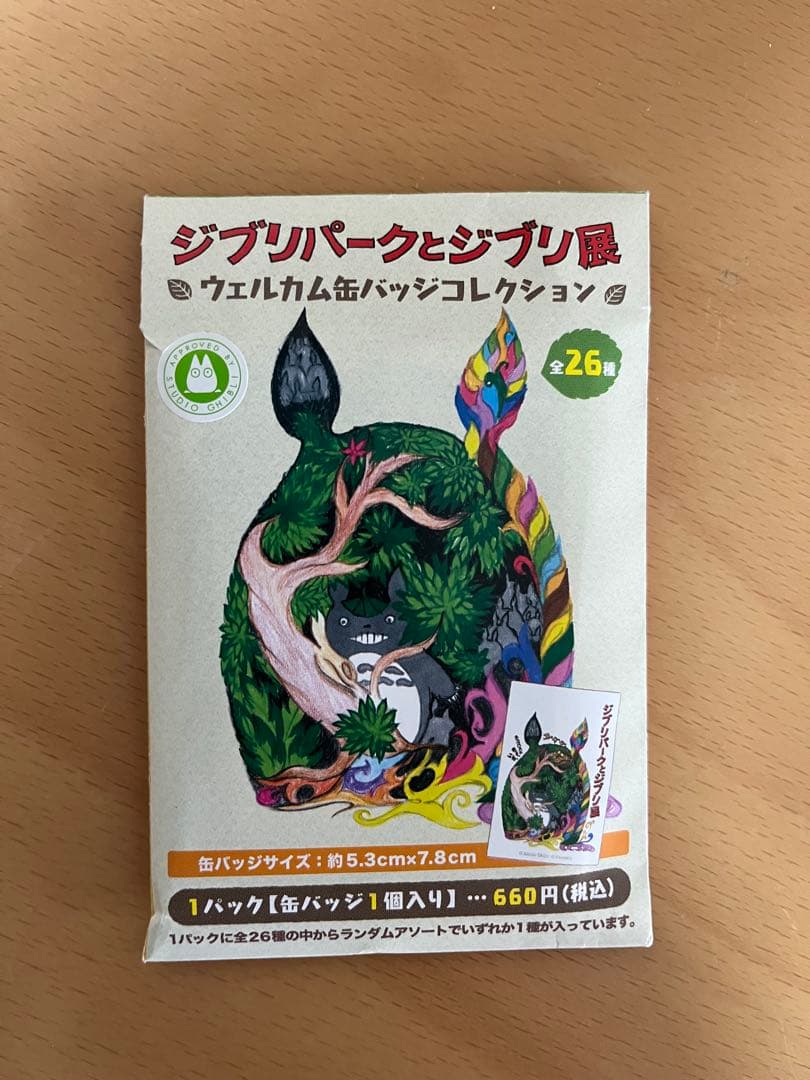 ジブリパークとジブリ展
ウェルカム缶バッジコレクション
APPROVED BY
STUDIO GHIBLI
全26種
ジブリパークとジブリ展
缶バッジサイズ：約5.3cm×7.8cm
1パック【缶バッジ1個入り】…660円(税込)
1パックに全26種の中からランダムアソートでいずれか1種が入っています。